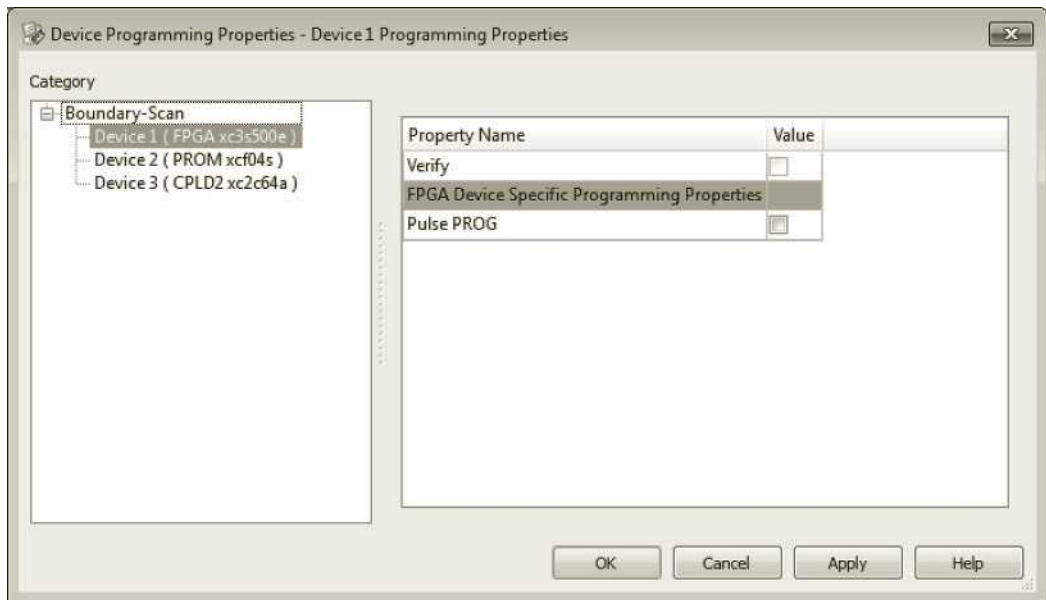 Device Programming Properties - Device 1 Programming Properties
Category
Boundary-Scan
Device 1 ( FPGA xc3s500e )
Device 2 ( PROM xcf04s )
Device 3 ( CPLD2 xc2c64a )
Property Name Value
Verify
FPGA Device Specific Programming Properties
Pulse PROG
OK Cancel Apply Help